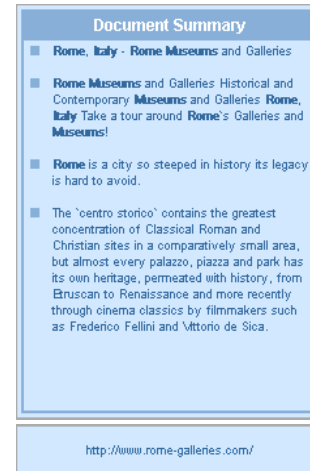 Document Summary
Rome, Italy - Rome Museums and Galleries
Rome Museums and Galleries Historical and
Contemporary Museums and Galleries Rome,
Italy Take a tour around Rome`s Galleries and
Museums!
Rome is a city so steeped in history its legacy
is hard to avoid.
The `centro storico` contains the greatest
concentration of Classical Roman and
Christian sites in a comparatively small area,
but almost every palazzo, piazza and park has
its own heritage, permeated with history, from
Etruscan to Renaissance and more recently
through cinema classics by filmmakers such
as Frederico Fellini and Vittorio de Sica.
http://www.rome-galleries.com/